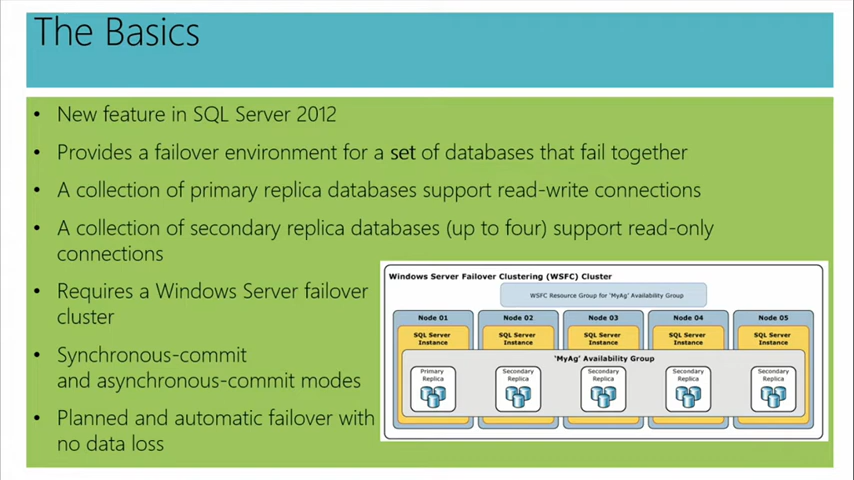 The Basics
• New feature in SQL Server 2012
• Provides a failover environment for a set of databases that fail together
• A collection of primary replica databases support read-write connections
• A collection of secondary replica databases (up to four) support read-only
connections
• Requires a Windows Server failover
cluster
• Synchronous-commit
and asynchronous-commit modes
• Planned and automatic failover with
no data loss
Windows Server Failover Clustering (WSFC) Cluster
WSFC Resource Group for 'MyAg' Availability Group
Node 01 Node 02 Node 03 Node 04 Node 05
SQL Server SQL Server SQL Server SQL Server SQL Server
Instance Instance Instance Instance Instance
'MyAg' Availability Group
Primary Secondary Secondary Secondary Secondary
Replica Replica Replica Replica Replica